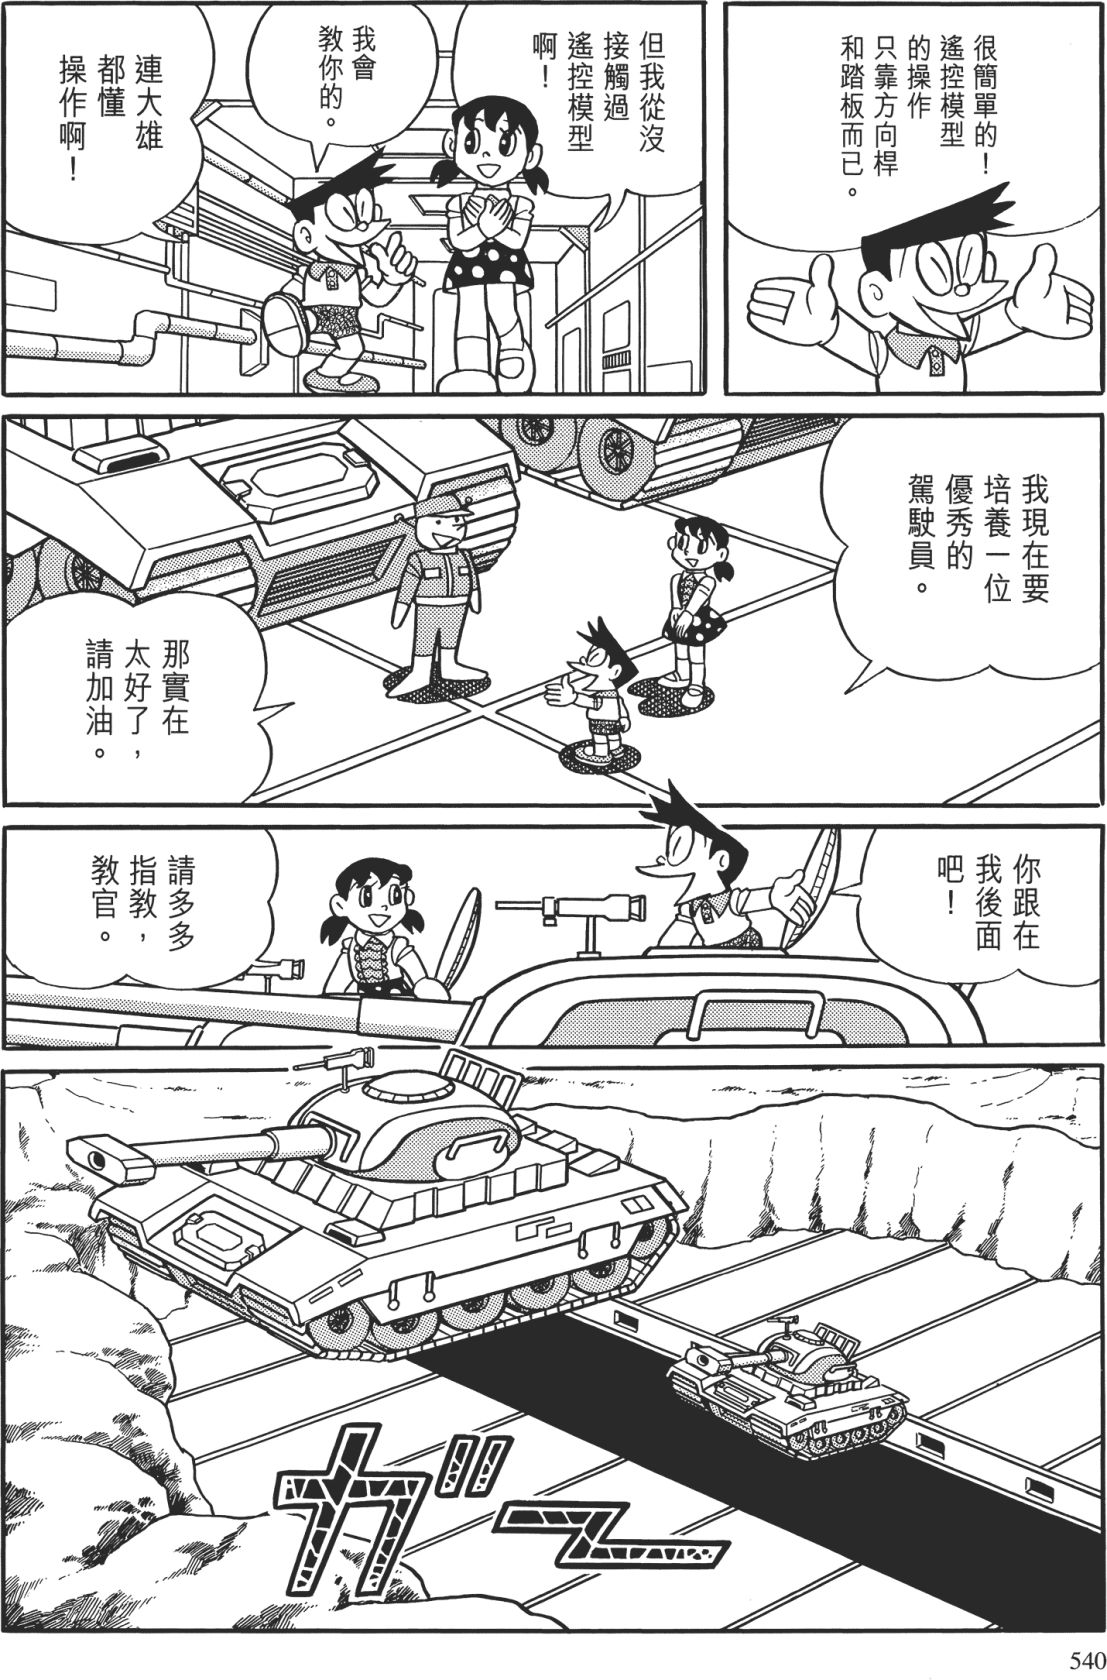 很簡單的！
遙控模型
的操作
只靠方向桿
和踏板而已。
但我從沒
接觸過
遙控模型
啊！
我會
教你的。
連大雄
都懂
操作啊！
我現在要
培養一位
優秀的
駕駛員。
那實在
太好了，
請加油。
你跟在
我後面
吧！
請多多
指教，
教官。
ガー
540